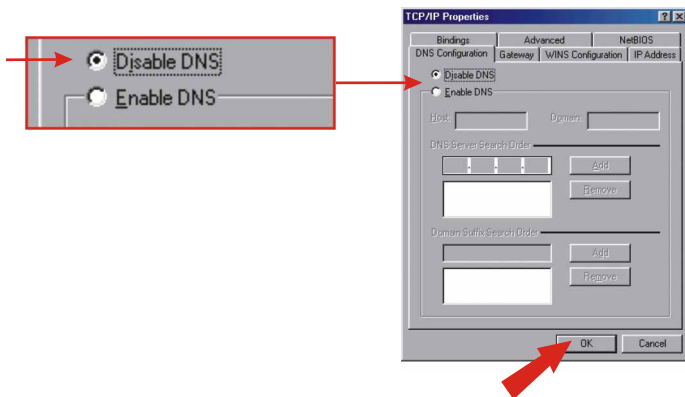 Disable DNS
Enable DNS
TCP/IP Properties
Bindings Advanced NetBIOS
DNS Configuration Gateway WINS Configuration IP Address
Disable DNS
Enable DNS
Host: Domain:
DNS Server Search Order
Add
Remove
Domain Suffix Search Order
Add
Remove
OK Cancel